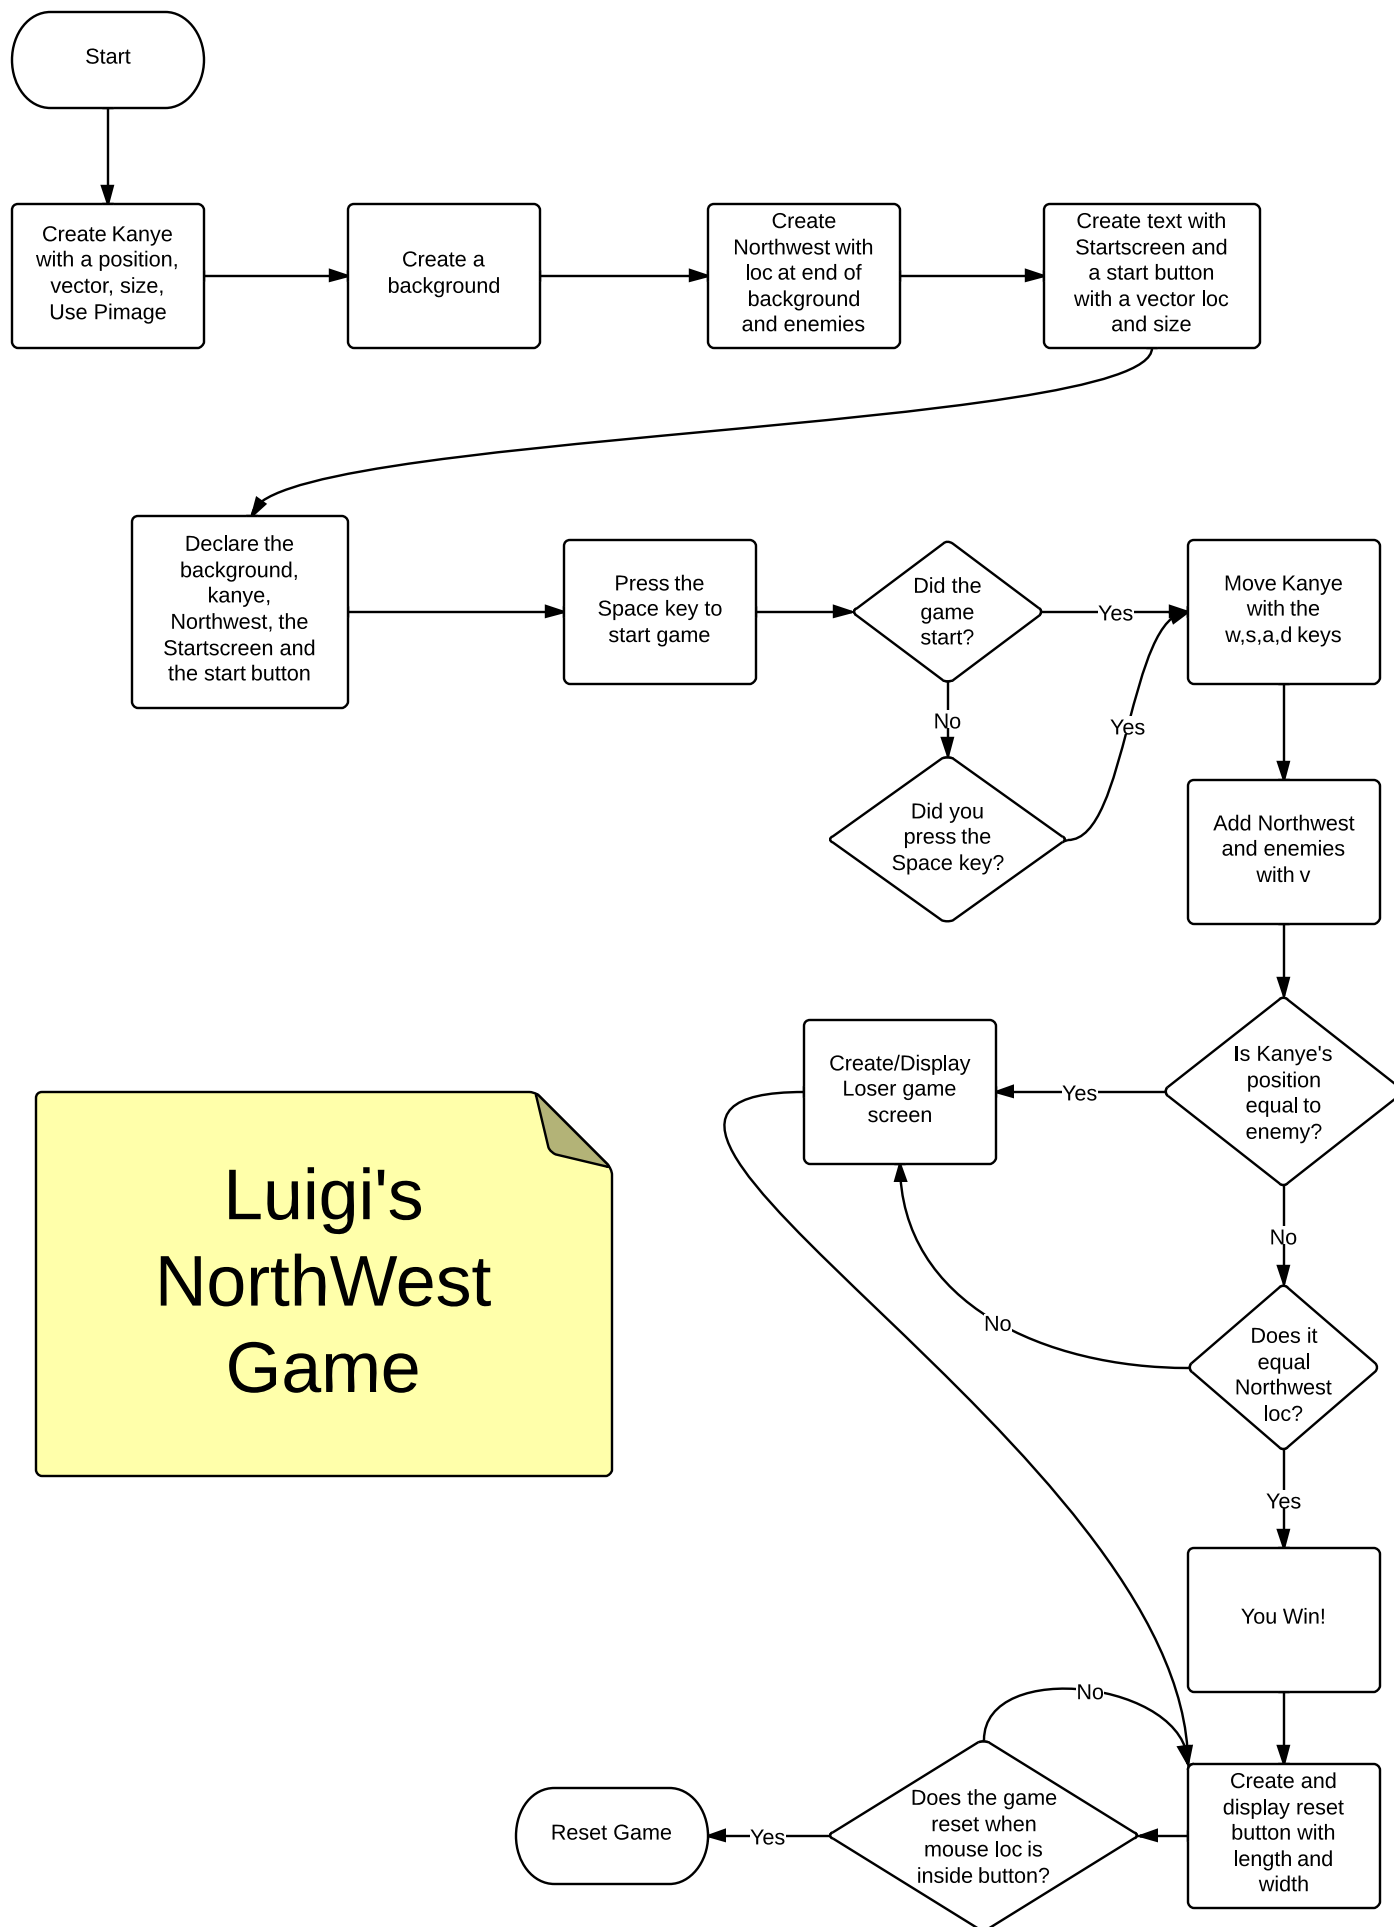 Start
Create Kanye
with a position,
vector, size,
Use Pimage
Create a
background
Create
Northwest with
loc at end of
background
and enemies
Create text with
Startscreen and
a start button
with a vector loc
and size
Declare the
background,
kanye,
Northwest, the
Startscreen and
the start button
Press the
Space key to
start game
Did the
game
start?
Yes
Move Kanye
with the
w,s,a,d keys
No
Yes
Did you
press the
Space key?
Add Northwest
and enemies
with v
Is Kanye's
position
equal to
enemy?
Yes
Create/Display
Loser game
screen
No
Does it
equal
Northwest
loc?
No
Yes
You Win!
Luigi's
NorthWest
Game
Create and
display reset
button with
length and
width
No
Does the game
reset when
mouse loc is
inside button?
Yes
Reset Game